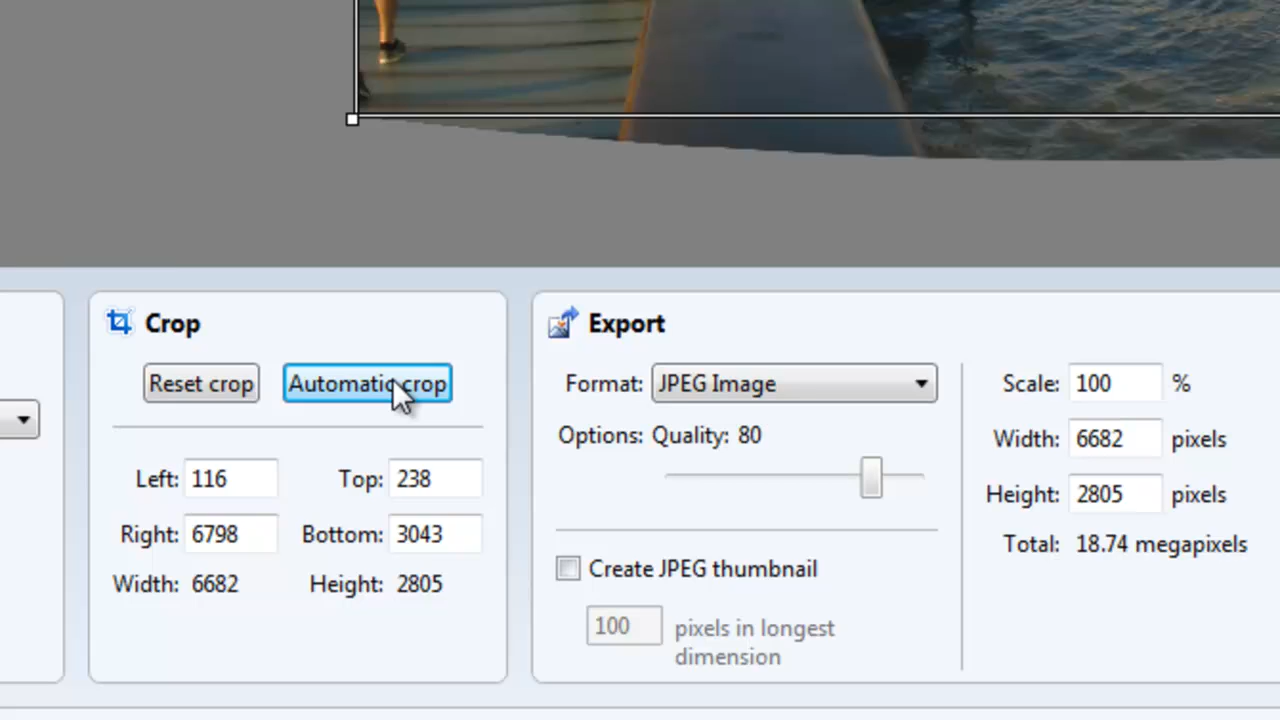 Crop
Reset crop Automatic crop
Left: 116 Top: 238
Right: 6798 Bottom: 3043
Width: 6682 Height: 2805
Export
Format: JPEG Image
Options: Quality: 80
Create JPEG thumbnail
100 pixels in longest
dimension
Scale: 100 %
Width: 6682 pixels
Height: 2805 pixels
Total: 18.74 megapixels